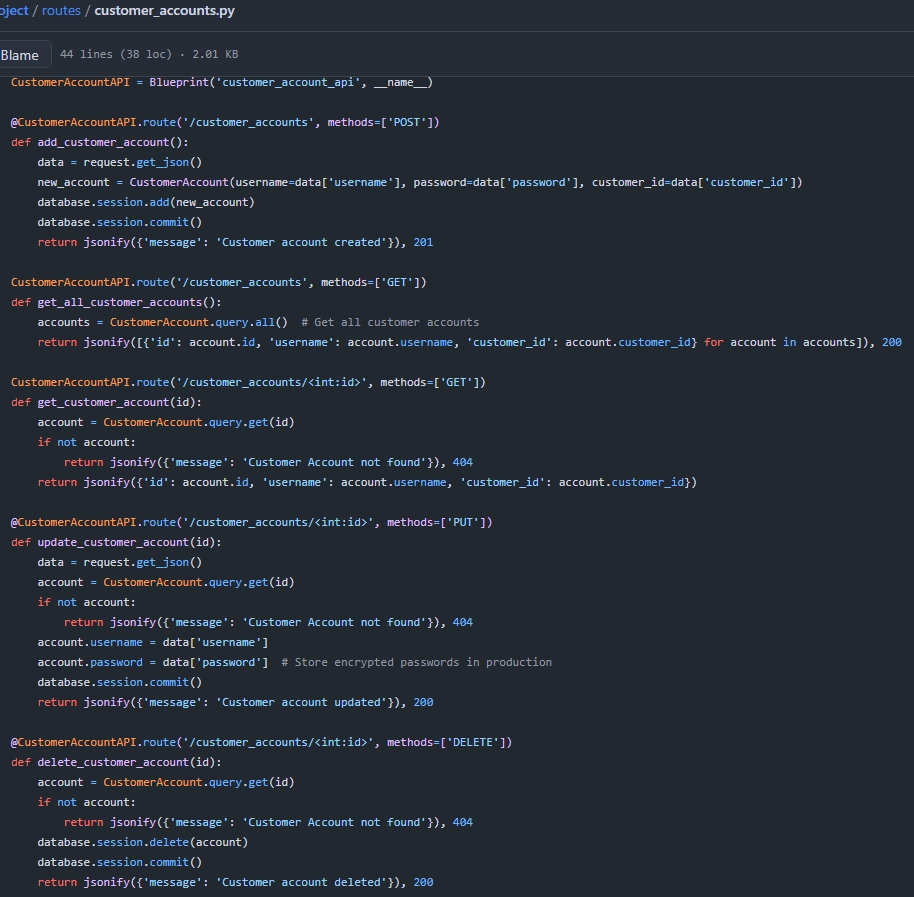 oject / routes / customer_accounts.py
Blame 44 lines (38 loc) · 2.01 KB
CustomerAccountAPI = Blueprint('customer_account_api', __name__)

@CustomerAccountAPI.route('/customer_accounts', methods=['POST'])
def add_customer_account():
    data = request.get_json()
    new_account = CustomerAccount(username=data['username'], password=data['password'], customer_id=data['customer_id'])
    database.session.add(new_account)
    database.session.commit()
    return jsonify({'message': 'Customer account created'}), 201

CustomerAccountAPI.route('/customer_accounts', methods=['GET'])
def get_all_customer_accounts():
    accounts = CustomerAccount.query.all()  # Get all customer accounts
    return jsonify([{'id': account.id, 'username': account.username, 'customer_id': account.customer_id} for account in accounts]), 200

CustomerAccountAPI.route('/customer_accounts/<int:id>', methods=['GET'])
def get_customer_account(id):
    account = CustomerAccount.query.get(id)
    if not account:
        return jsonify({'message': 'Customer Account not found'}), 404
    return jsonify({'id': account.id, 'username': account.username, 'customer_id': account.customer_id})

@CustomerAccountAPI.route('/customer_accounts/<int:id>', methods=['PUT'])
def update_customer_account(id):
    data = request.get_json()
    account = CustomerAccount.query.get(id)
    if not account:
        return jsonify({'message': 'Customer Account not found'}), 404
    account.username = data['username']
    account.password = data['password']  # Store encrypted passwords in production
    database.session.commit()
    return jsonify({'message': 'Customer account updated'}), 200

@CustomerAccountAPI.route('/customer_accounts/<int:id>', methods=['DELETE'])
def delete_customer_account(id):
    account = CustomerAccount.query.get(id)
    if not account:
        return jsonify({'message': 'Customer Account not found'}), 404
    database.session.delete(account)
    database.session.commit()
    return jsonify({'message': 'Customer account deleted'}), 200